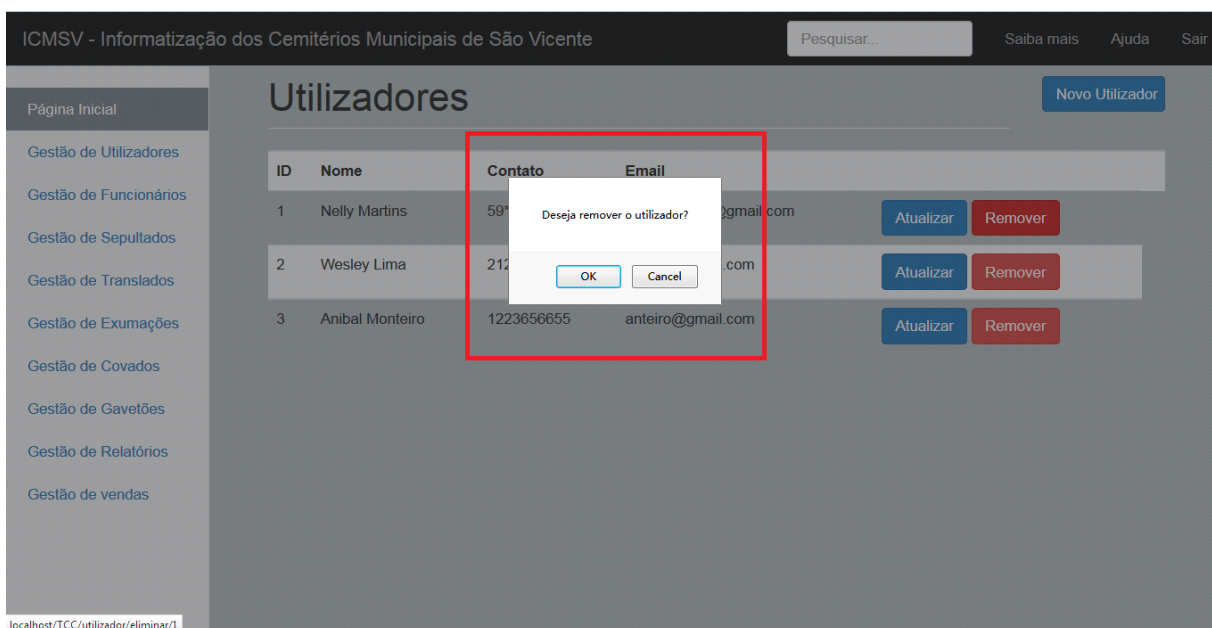 ICMSV - Informatização dos Cemitérios Municipais de São Vicente Pesquisar... Saiba mais Ajuda Sair
Utilizadores Novo Utilizador
Página Inicial
Gestão de Utilizadores
Gestão de Funcionários
Gestão de Sepultados
Gestão de Translados
Gestão de Exumações
Gestão de Covados
Gestão de Gavetões
Gestão de Relatórios
Gestão de vendas
ID Nome Contato Email
1 Nelly Martins 59 @gmail.com Atualizar Remover
2 Wesley Lima 212 .com Atualizar Remover
3 Anibal Monteiro 1223656655 anteiro@gmail.com Atualizar Remover
Deseja remover o utilizador?
OK Cancel
localhost/TCC/utilizador/eliminar/1